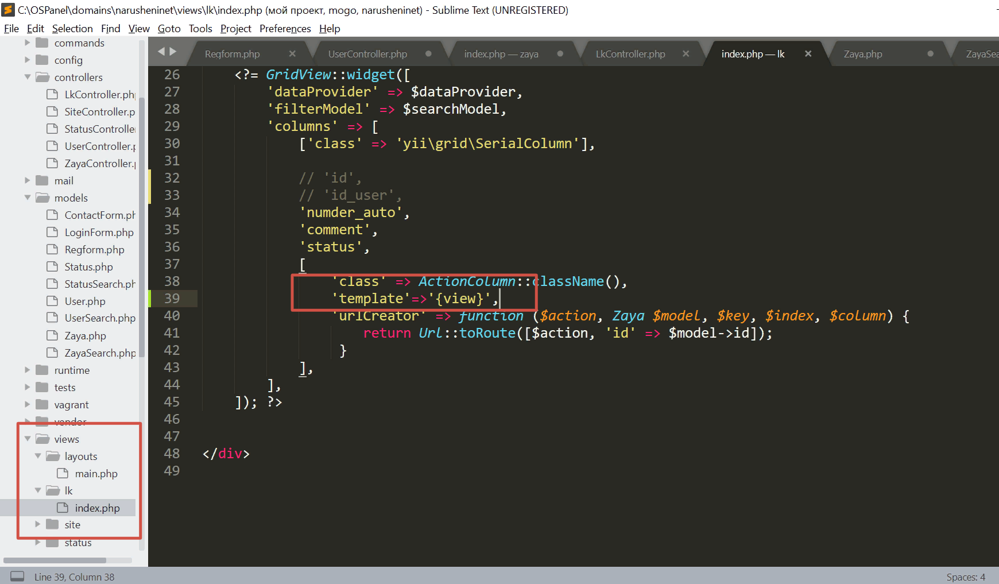 C:\OSPanel\domains\narusheninet\views\lk\index.php (мой проект, mogo, narusheninet) - Sublime Text (UNREGISTERED)
File Edit Selection Find View Goto Tools Project Preferences Help
commands
config
controllers
LkController.php
SiteController.p
StatusController
UserController.p
ZayaController.p
mail
models
ContactForm.ph
LoginForm.php
Regform.php
Status.php
StatusSearch.ph
User.php
UserSearch.php
Zaya.php
ZayaSearch.php
runtime
tests
vagrant
vendor
views
layouts
main.php
lk
index.php
site
status
Regform.php UserController.php index.php — zaya LkController.php index.php — lk Zaya.php ZayaSea
26 <?= GridView::widget([
27 'dataProvider' => $dataProvider,
28 'filterModel' => $searchModel,
29 'columns' => [
30 ['class' => 'yii\grid\SerialColumn'],
31
32 // 'id',
33 // 'id_user',
34 'numder_auto',
35 'comment',
36 'status',
37 [
38 'class' => ActionColumn::className(),
39 'template'=>'{view}',
40 'urlCreator' => function ($action, Zaya $model, $key, $index, $column) {
41 return Url::toRoute([$action, 'id' => $model->id]);
42 }
43 ],
44 ],
45 ]); ?>
46
47
48 </div>
49
Line 39, Column 38 Spaces: 4